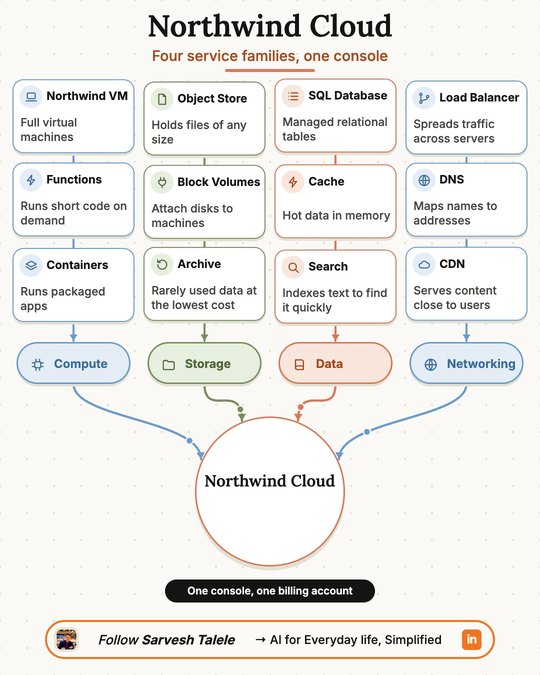 Northwind Cloud
Four service families, one console
Northwind VM
Full virtual
machines
Functions
Runs short code on
demand
Containers
Runs packaged
apps
Compute
Object Store
Holds files of any
size
Block Volumes
Attach disks to
machines
Archive
Rarely used data at
the lowest cost
Storage
SQL Database
Managed relational
tables
Cache
Hot data in memory
Search
Indexes text to find
it quickly
Data
Load Balancer
Spreads traffic
across servers
DNS
Maps names to
addresses
CDN
Serves content
close to users
Networking
Northwind Cloud
One console, one billing account
Follow Sarvesh Talele → AI for Everyday life, Simplified
in